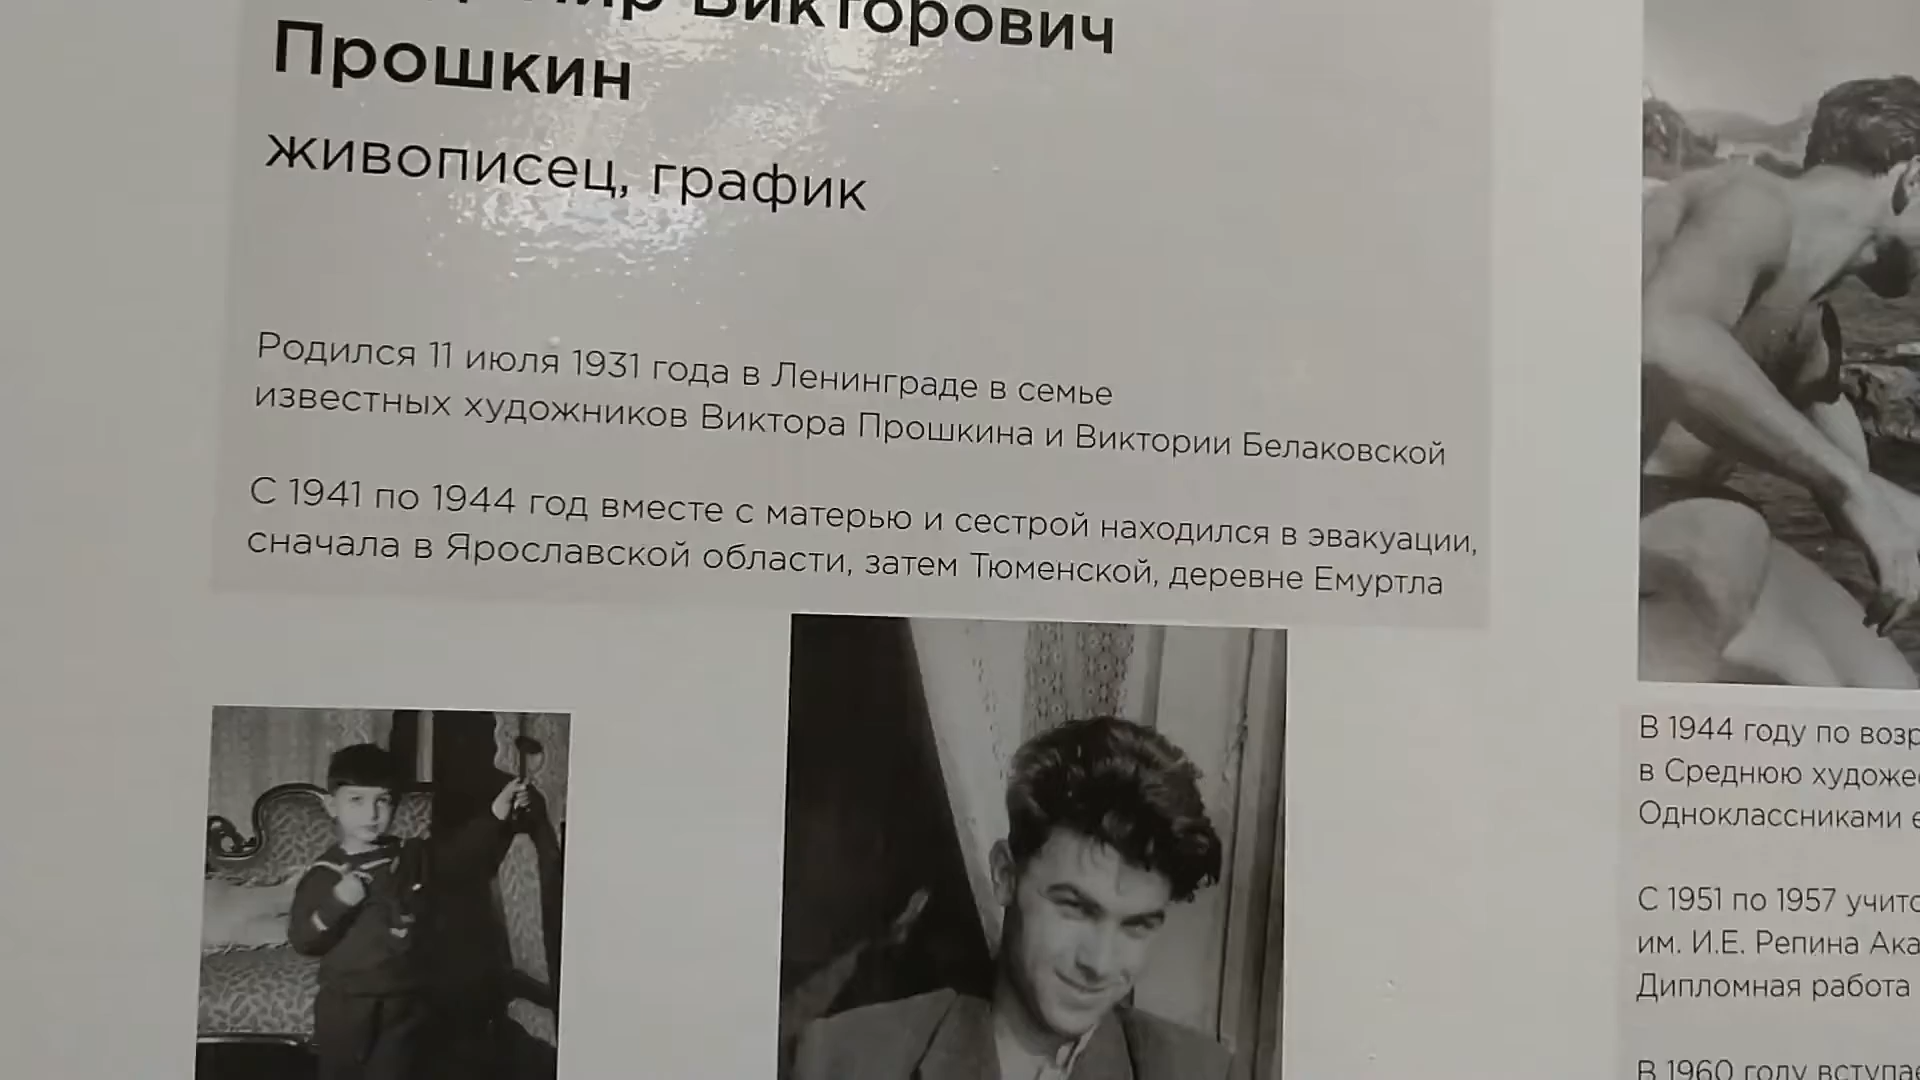 Викторович
Прошкин
живописец, график
Родился 11 июля 1931 года в Ленинграде в семье
известных художников Виктора Прошкина и Виктории Белаковской
С 1941 по 1944 год вместе с матерью и сестрой находился в эвакуации,
сначала в Ярославской области, затем Тюменской, деревне Емуртла
В 1944 году по
в Среднюю
Одноклассниками
С 1951 по 1957
им. И.Е. Репина
Дипломная работа
В 1960 году